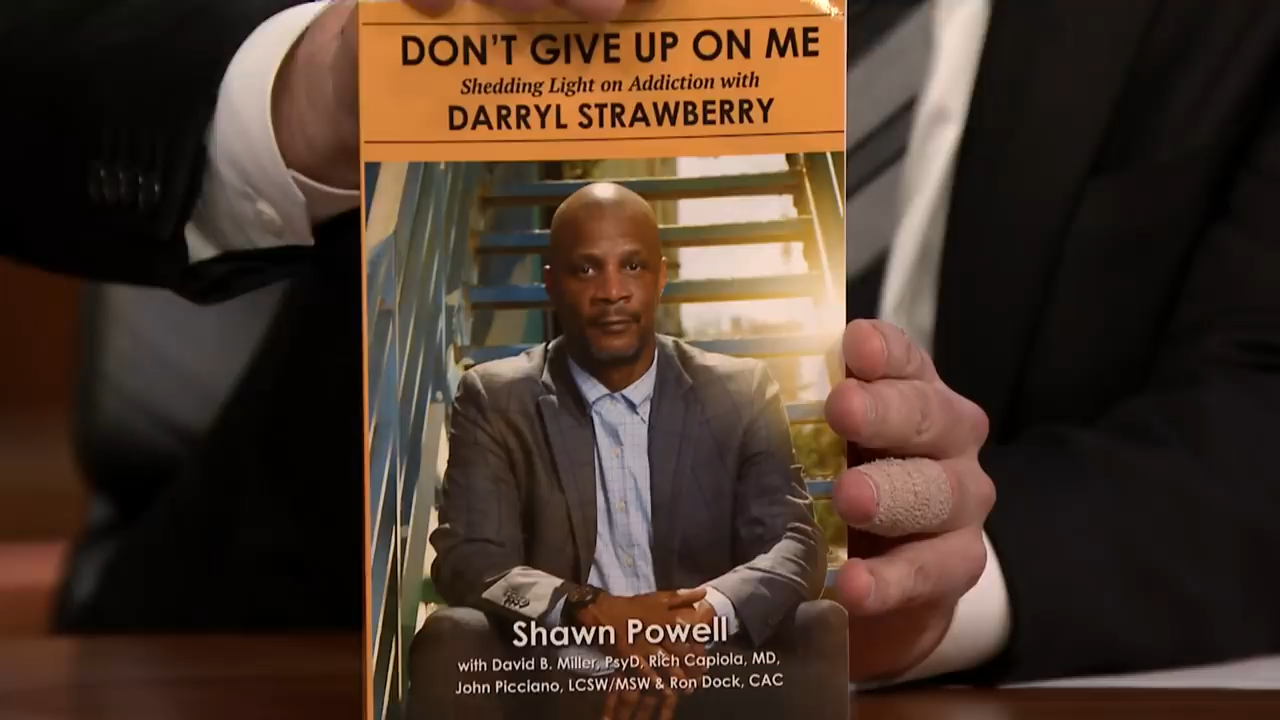 DON'T GIVE UP ON ME
Shedding Light on Addiction with
DARRYL STRAWBERRY
Shawn Powell
with David B. Miller, PsyD, Rich Capiola, MD,
John Picciano, LCSW/MSW & Ron Dock, CAC